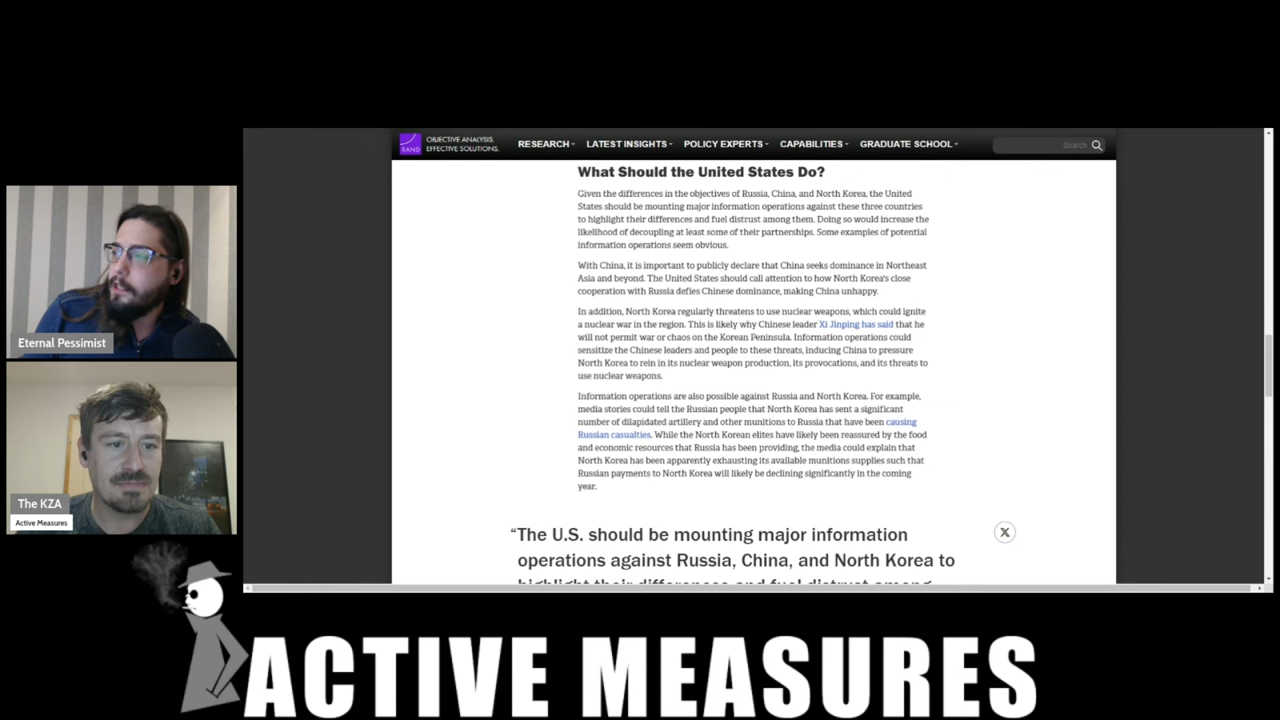 RAND
OBJECTIVE ANALYSIS.
EFFECTIVE SOLUTIONS.
RESEARCH
LATEST INSIGHTS
POLICY EXPERTS
CAPABILITIES
GRADUATE SCHOOL
Search
What Should the United States Do?
Given the differences in the objectives of Russia, China, and North Korea, the United
States should be mounting major information operations against these three countries
to highlight their differences and fuel distrust among them. Doing so would increase the
likelihood of decoupling at least some of their partnerships. Some examples of potential
information operations seem obvious.
With China, it is important to publicly declare that China seeks dominance in Northeast
Asia and beyond. The United States should call attention to how North Korea's close
cooperation with Russia defies Chinese dominance, making China unhappy.
In addition, North Korea regularly threatens to use nuclear weapons, which could ignite
a nuclear war in the region. This is likely why Chinese leader Xi Jinping has said that he
will not permit war or chaos on the Korean Peninsula. Information operations could
sensitize the Chinese leaders and people to these threats, inducing China to pressure
North Korea to rein in its nuclear weapon production, its provocations, and its threats to
use nuclear weapons.
Information operations are also possible against Russia and North Korea. For example,
media stories could tell the Russian people that North Korea has sent a significant
number of dilapidated artillery and other munitions to Russia that have been causing
Russian casualties. While the North Korean elites have likely been reassured by the food
and economic resources that Russia has been providing, the media could explain that
North Korea has been apparently exhausting its available munitions supplies such that
Russian payments to North Korea will likely be declining significantly in the coming
year.
“The U.S. should be mounting major information
operations against Russia, China, and North Korea to
highlight their differences and fuel distrust among
Eternal Pessimist
The KZA
Active Measures
ACTIVE MEASURES